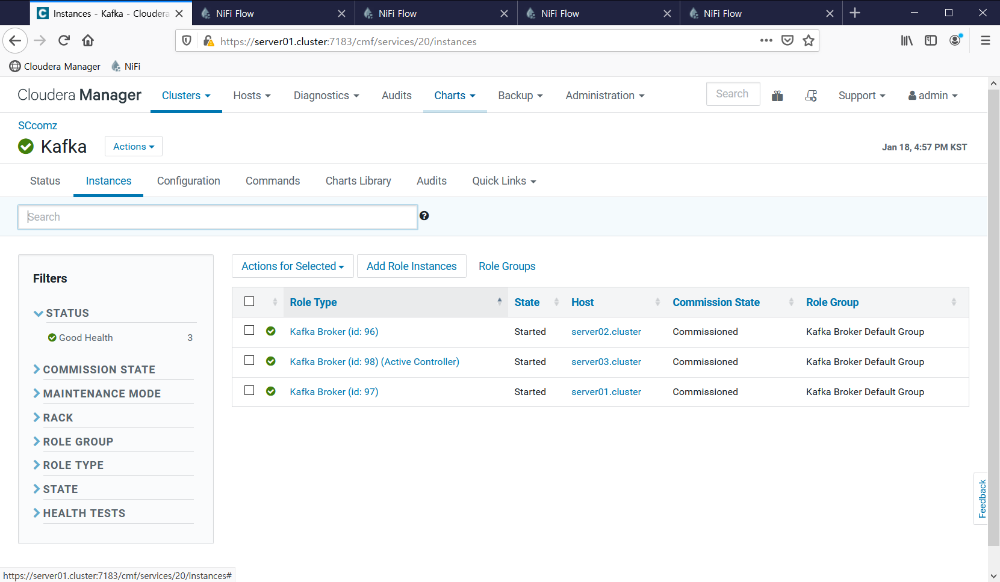 Instances - Kafka - Cloudera
NiFi Flow
NiFi Flow
NiFi Flow
NiFi Flow
https://server01.cluster:7183/cmf/services/20/instances
Cloudera Manager NiFi
Cloudera Manager Clusters Hosts Diagnostics Audits Charts Backup Administration Search Support admin
SCcomz
Kafka Actions Jan 18, 4:57 PM KST
Status Instances Configuration Commands Charts Library Audits Quick Links
Search
Filters
STATUS
Good Health 3
COMMISSION STATE
MAINTENANCE MODE
RACK
ROLE GROUP
ROLE TYPE
STATE
HEALTH TESTS
Actions for Selected Add Role Instances Role Groups
Role Type State Host Commission State Role Group
Kafka Broker (id: 96) Started server02.cluster Commissioned Kafka Broker Default Group
Kafka Broker (id: 98) (Active Controller) Started server03.cluster Commissioned Kafka Broker Default Group
Kafka Broker (id: 97) Started server01.cluster Commissioned Kafka Broker Default Group
Feedback
https://server01.cluster:7183/cmf/services/20/instances#